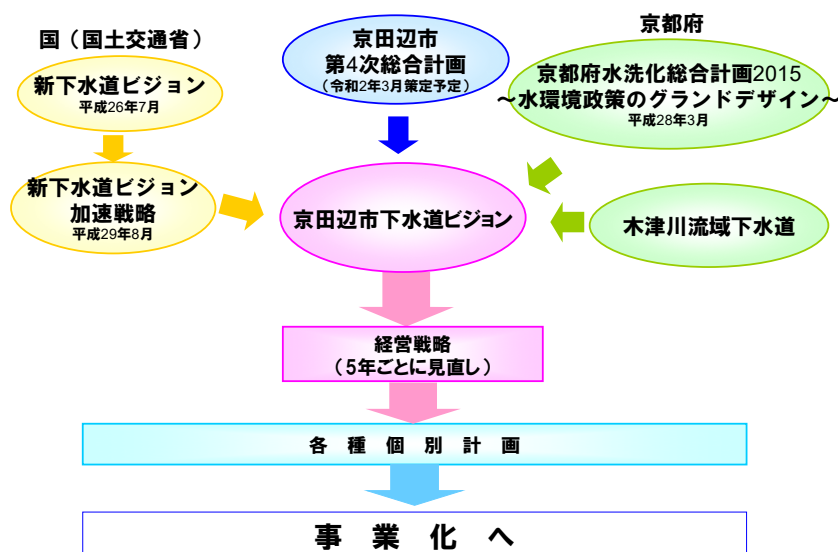 国（国土交通省）
新下水道ビジョン
平成26年7月
新下水道ビジョン
加速戦略
平成29年8月
京田辺市
第4次総合計画
（令和2年3月策定予定）
京都府
京都府水洗化総合計画2015
～水環境政策のグランドデザイン～
平成28年3月
木津川流域下水道
京田辺市下水道ビジョン
経営戦略
（5年ごとに見直し）
各種個別計画
事業化へ